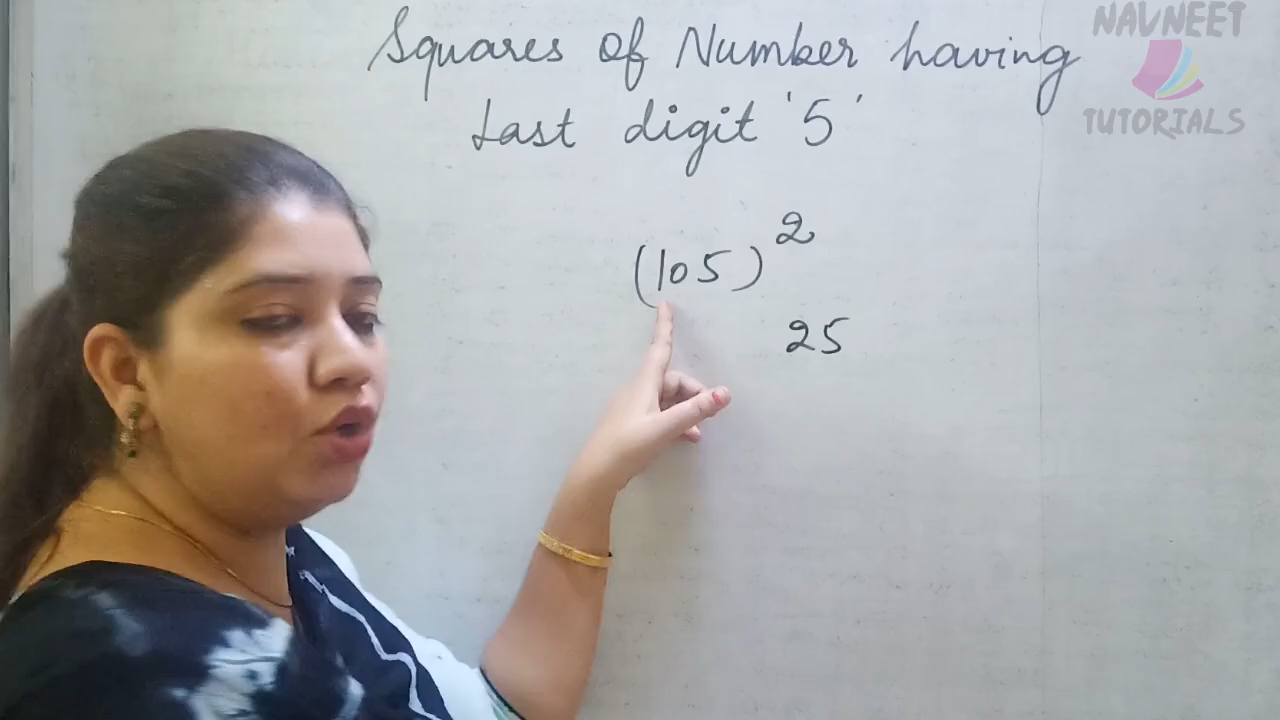 Squares of Number having
Last digit '5'
(105)²
25
NAVNEET
TUTORIALS